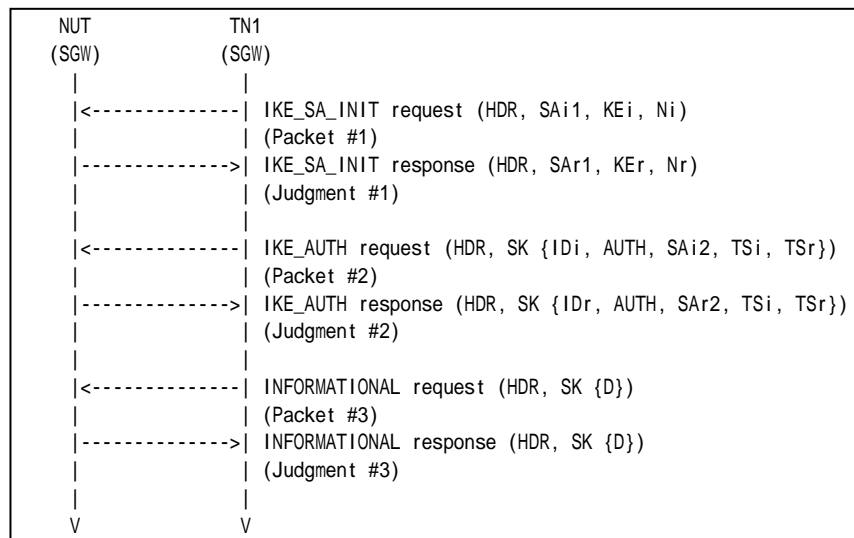 NUT TN1
(SGW) (SGW)
| |
|<--------------| IKE_SA_INIT request (HDR, SAi1, KEi, Ni)
| | (Packet #1)
|-------------->| IKE_SA_INIT response (HDR, SAr1, KEr, Nr)
| | (Judgment #1)
| |
|<--------------| IKE_AUTH request (HDR, SK {IDi, AUTH, SAi2, TSi, TSr})
| | (Packet #2)
|-------------->| IKE_AUTH response (HDR, SK {IDr, AUTH, SAr2, TSi, TSr})
| | (Judgment #2)
| |
|<--------------| INFORMATIONAL request (HDR, SK {D})
| | (Packet #3)
|-------------->| INFORMATIONAL response (HDR, SK {D})
| | (Judgment #3)
| |
V V